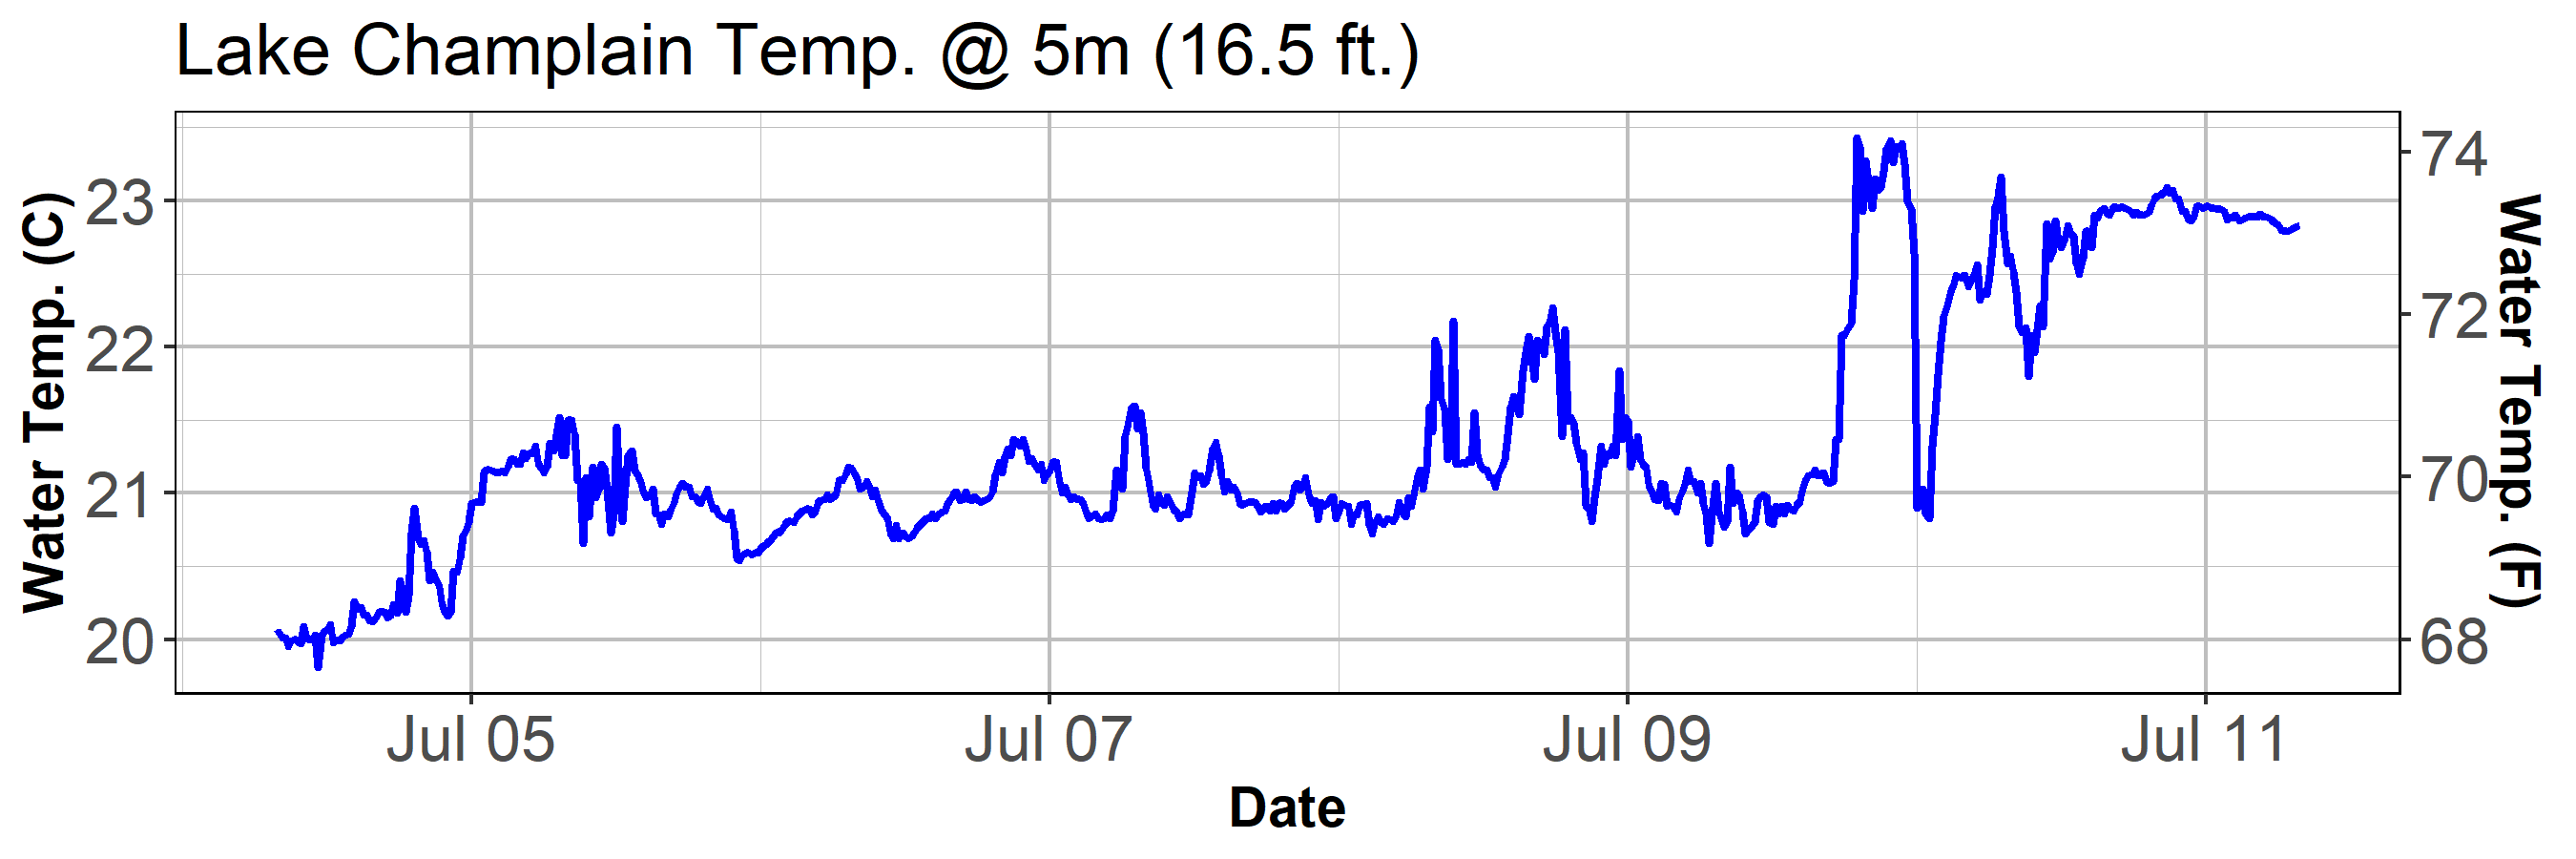 Lake Champlain Temp. @ 5m (16.5 ft.)
Water Temp. (C)
23
22
21
20
74
72
70
68
Water Temp. (F)
Jul 05
Jul 07
Jul 09
Jul 11
Date